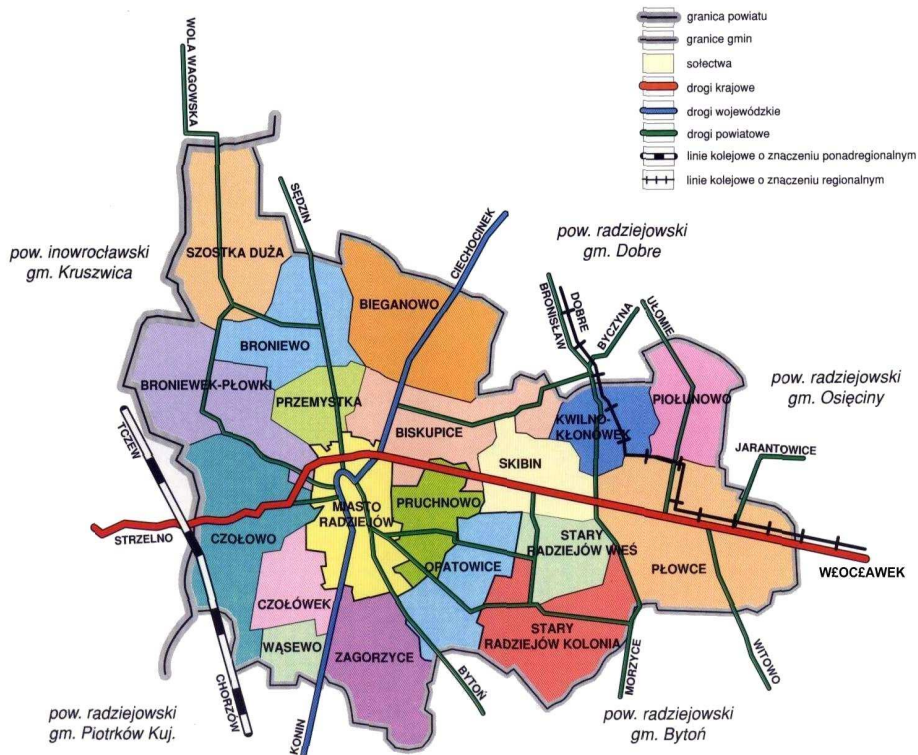 granica powiatu
granice gmin
sołectwa
drogi krajowe
drogi wojewódzkie
drogi powiatowe
linie kolejowe o znaczeniu ponadregionalnym
linie kolejowe o znaczeniu regionalnym
WOLA WAGOWSKA
SĘDZIN
CIECHOCINEK
pow. inowrocławski
gm. Kruszwica
pow. radziejowski
gm. Dobre
SZOSTKA DUŻA
BIEGANOWO
BRONISŁAW
DOBRE
BYCZYNA
UŁOMIE
BRONIEWO
BRONIEWEK-PŁOWKI
PRZEMYSTKA
BISKUPICE
KWILNO-
KŁONÓWEK
PIOŁUNOWO
pow. radziejowski
gm. Osięciny
TCZEW
SKIBIN
JARANTOWICE
MIASTO
RADZIEJÓW
PRUCHNOWO
STRZELNO
CZOŁOWO
STARY
RADZIEJÓW WIEŚ
OPATOWICE
PŁOWCE
W£OC£AWEK
CZOŁÓWEK
WĄSEWO
ZAGORZYCE
STARY
RADZIEJÓW KOLONIA
CHORZÓW
KONIN
BYTOŃ
MORZYCE
WITOWO
pow. radziejowski
gm. Piotrków Kuj.
pow. radziejowski
gm. Bytoń